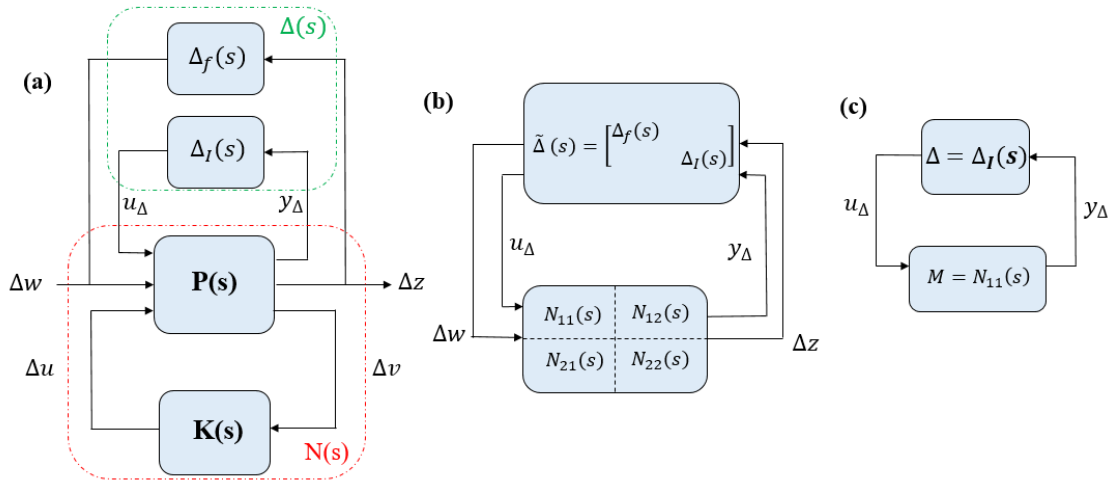 (a)
Δ(s)
Δ_f(s)
Δ_I(s)
u_Δ
y_Δ
P(s)
Δw
Δz
Δu
Δv
K(s)
N(s)
(b)
Δ̃ (s) = [Δ_f(s) Δ_I(s)]
u_Δ
y_Δ
N_11(s) N_12(s)
Δw
Δz
N_21(s) N_22(s)
(c)
Δ = Δ_I(s)
u_Δ
y_Δ
M = N_11(s)